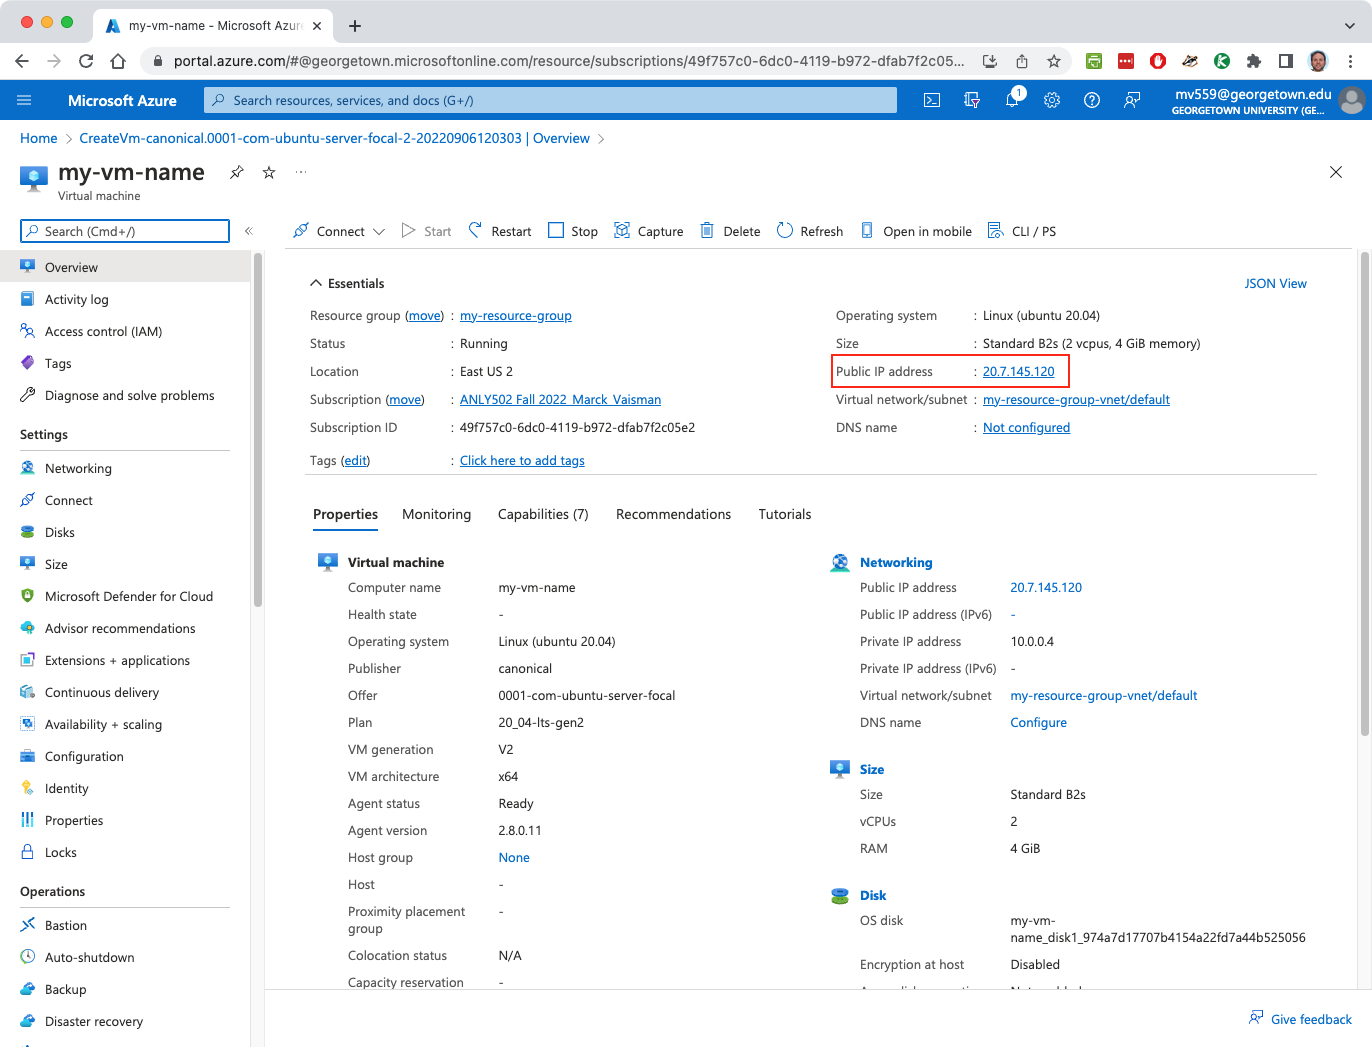 my-vm-name - Microsoft Azure
portal.azure.com/#@georgetown.microsoftonline.com/resource/subscriptions/49f757c0-6dc0-4119-b972-dfab7f2c05...
Microsoft Azure
Search resources, services, and docs (G+/)
1
mv559@georgetown.edu
GEORGETOWN UNIVERSITY (GE...
Home > CreateVm-canonical.0001-com-ubuntu-server-focal-2-20220906120303 | Overview >
my-vm-name
...
Virtual machine
Search (Cmd+/)
«
Connect
Start
Restart
Stop
Capture
Delete
Refresh
Open in mobile
CLI / PS
Overview
Activity log
Access control (IAM)
Tags
Diagnose and solve problems
Settings
Networking
Connect
Disks
Size
Microsoft Defender for Cloud
Advisor recommendations
Extensions + applications
Continuous delivery
Availability + scaling
Configuration
Identity
Properties
Locks
Operations
Bastion
Auto-shutdown
Backup
Disaster recovery
Essentials
JSON View
Resource group (move) : my-resource-group
Status : Running
Location : East US 2
Subscription (move) : ANLY502 Fall 2022_Marck_Vaisman
Subscription ID : 49f757c0-6dc0-4119-b972-dfab7f2c05e2
Tags (edit) : Click here to add tags
Operating system : Linux (ubuntu 20.04)
Size : Standard B2s (2 vcpus, 4 GiB memory)
Public IP address : 20.7.145.120
Virtual network/subnet : my-resource-group-vnet/default
DNS name : Not configured
Properties
Monitoring
Capabilities (7)
Recommendations
Tutorials
Virtual machine
Computer name my-vm-name
Health state -
Operating system Linux (ubuntu 20.04)
Publisher canonical
Offer 0001-com-ubuntu-server-focal
Plan 20_04-lts-gen2
VM generation V2
VM architecture x64
Agent status Ready
Agent version 2.8.0.11
Host group None
Host -
Proximity placement -
group
Colocation status N/A
Capacity reservation -
Networking
Public IP address 20.7.145.120
Public IP address (IPv6) -
Private IP address 10.0.0.4
Private IP address (IPv6) -
Virtual network/subnet my-resource-group-vnet/default
DNS name Configure
Size
Size Standard B2s
vCPUs 2
RAM 4 GiB
Disk
OS disk my-vm-
name_disk1_974a7d17707b4154a22fd7a44b525056
Encryption at host Disabled
Give feedback